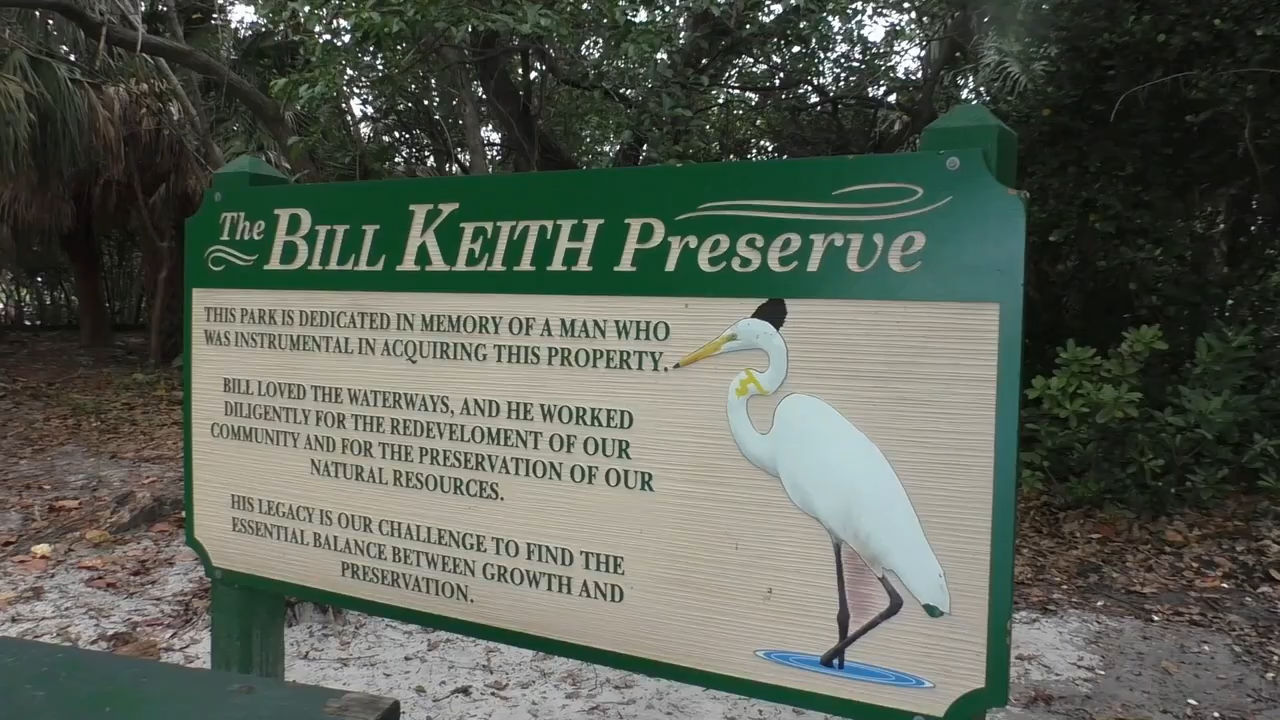 The BILL KEITH Preserve
THIS PARK IS DEDICATED IN MEMORY OF A MAN WHO
WAS INSTRUMENTAL IN ACQUIRING THIS PROPERTY.
BILL LOVED THE WATERWAYS, AND HE WORKED
DILIGENTLY FOR THE REDEVELOMENT OF OUR
COMMUNITY AND FOR THE PRESERVATION OF OUR
NATURAL RESOURCES.
HIS LEGACY IS OUR CHALLENGE TO FIND THE
ESSENTIAL BALANCE BETWEEN GROWTH AND
PRESERVATION.